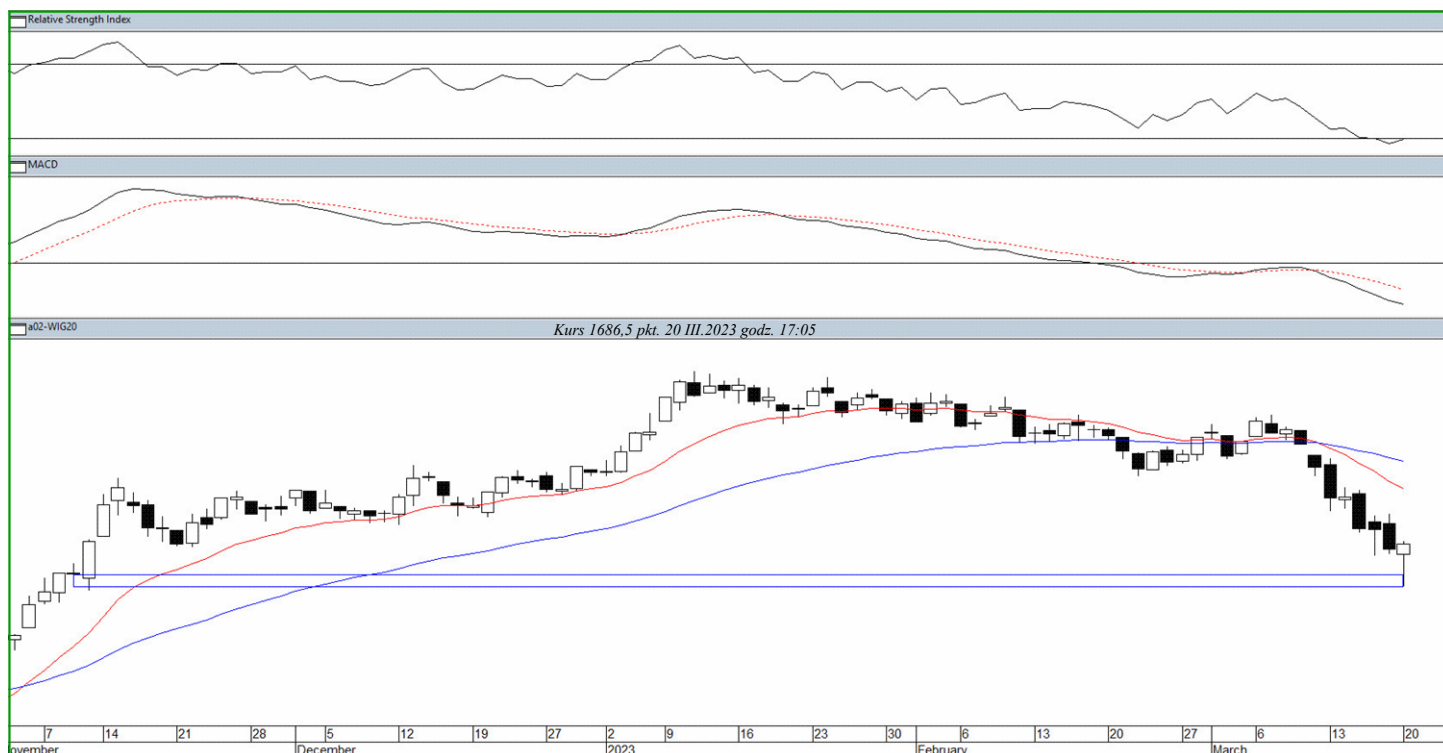 Relative Strength Index
MACD
a02-WIG20
Kurs 1686,5 pkt. 20 III.2023 godz. 17:05
7 14 21 28 5 12 19 27 2 9 16 23 30 6 13 20 27 6 13 20
ovember December 2023 February March